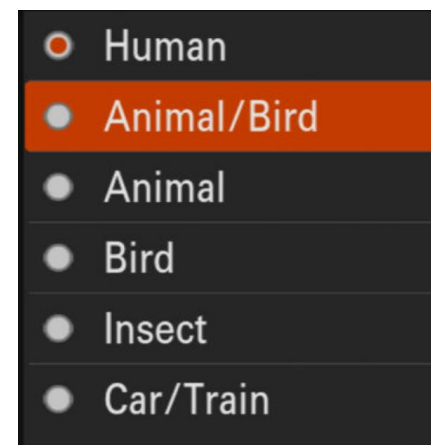 Human
Animal/Bird
Animal
Bird
Insect
Car/Train